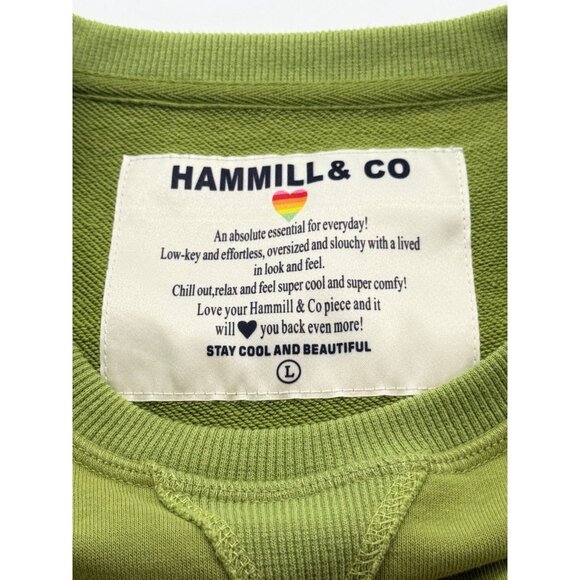 HAMMILL & CO
An absolute essential for everyday!
Low-key and effortless, oversized and slouchy with a lived
in look and feel.
Chill out,relax and feel super cool and super comfy!
Love your Hammill & Co piece and it
will ♥ you back even more!
STAY COOL AND BEAUTIFUL
L